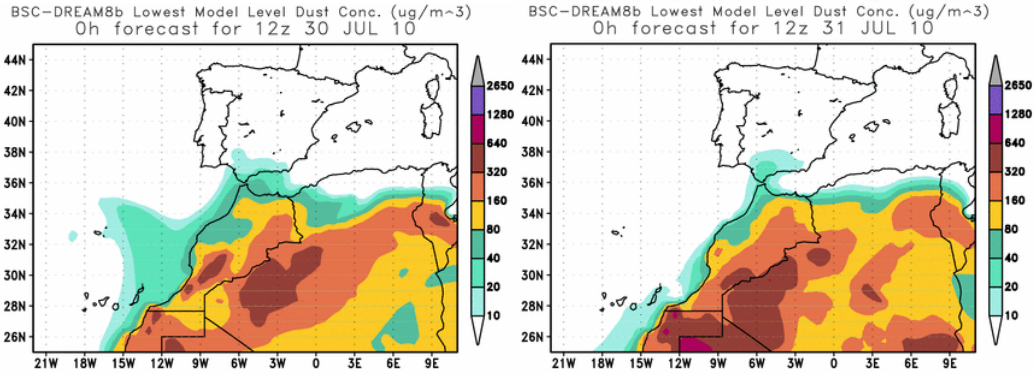 BSC-DREAM8b Lowest Model Level Dust Conc. (ug/m^3)
0h forecast for 12z 30 JUL 10
44N
42N
40N
38N
36N
34N
32N
30N
28N
26N
21W 18W 15W 12W 9W 6W 3W 0 3E 6E 9E
2650
1280
640
320
160
80
40
20
10
BSC-DREAM8b Lowest Model Level Dust Conc. (ug/m^3)
0h forecast for 12z 31 JUL 10
44N
42N
40N
38N
36N
34N
32N
30N
28N
26N
21W 18W 15W 12W 9W 6W 3W 0 3E 6E 9E
2650
1280
640
320
160
80
40
20
10